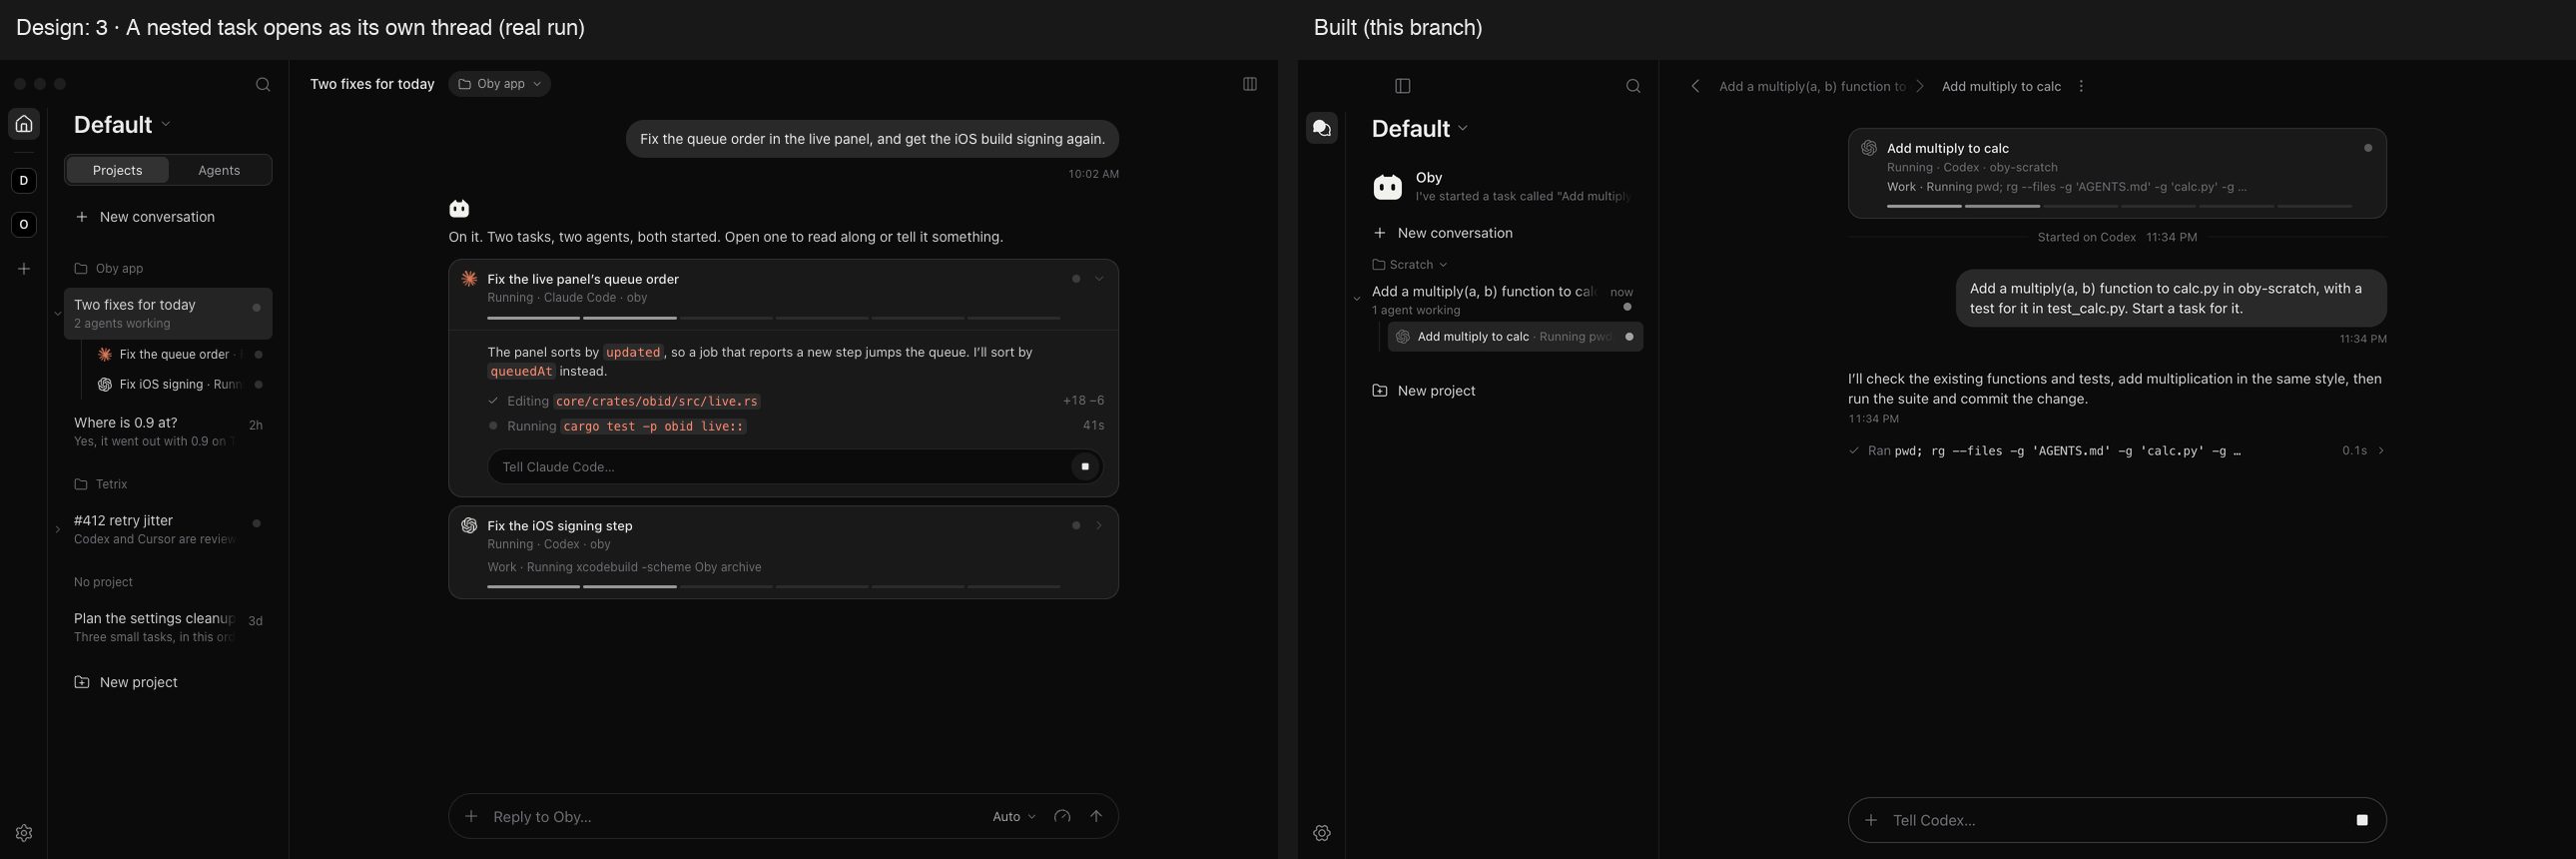 Design: 3 · A nested task opens as its own thread (real run)
Default
Projects
Agents
New conversation
Oby app
Two fixes for today
2 agents working
Fix the queue order ·
Fix iOS signing · Runn
Where is 0.9 at?
2h
Yes, it went out with 0.9 on
Tetrix
#412 retry jitter
Codex and Cursor are review
No project
Plan the settings cleanup
3d
Three small tasks, in this ord
New project
D
O
Two fixes for today
Oby app
Fix the queue order in the live panel, and get the iOS build signing again.
10:02 AM
On it. Two tasks, two agents, both started. Open one to read along or tell it something.
Fix the live panel’s queue order
Running · Claude Code · oby
The panel sorts by updated, so a job that reports a new step jumps the queue. I’ll sort by
queuedAt instead.
Editing core/crates/obid/src/live.rs
+18 −6
Running cargo test -p obid live::
41s
Tell Claude Code…
Fix the iOS signing step
Running · Codex · oby
Work · Running xcodebuild -scheme Oby archive
Reply to Oby…
Auto
Built (this branch)
Default
Oby
I've started a task called "Add multiply
New conversation
Scratch
Add a multiply(a, b) function to calc
now
1 agent working
Add multiply to calc · Running pwd
New project
Add a multiply(a, b) function to
Add multiply to calc
Add multiply to calc
Running · Codex · oby-scratch
Work · Running pwd; rg --files -g 'AGENTS.md' -g 'calc.py' -g …
Started on Codex 11:34 PM
Add a multiply(a, b) function to calc.py in oby-scratch, with a
test for it in test_calc.py. Start a task for it.
11:34 PM
I’ll check the existing functions and tests, add multiplication in the same style, then
run the suite and commit the change.
11:34 PM
Ran pwd; rg --files -g 'AGENTS.md' -g 'calc.py' -g …
0.1s
Tell Codex…